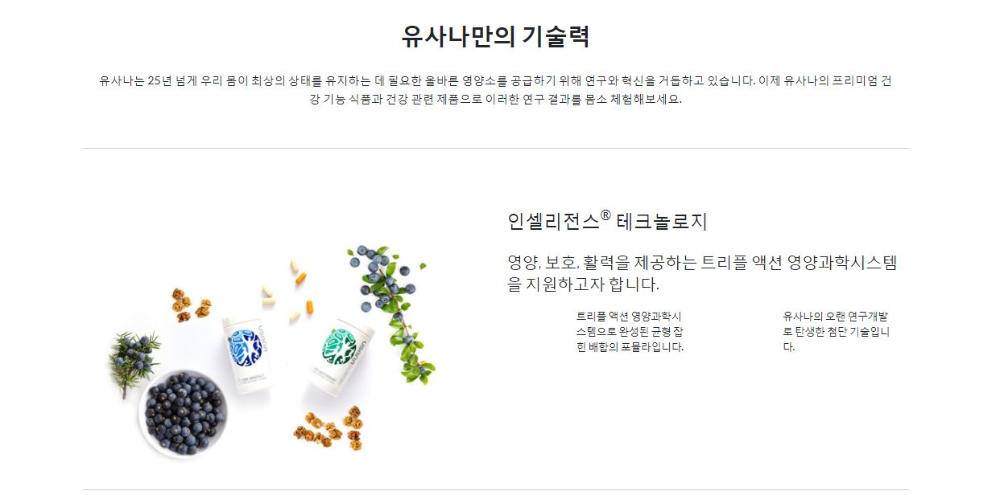 유사나만의 기술력
유사나는 25년 넘게 우리 몸이 최상의 상태를 유지하는 데 필요한 올바른 영양소를 공급하기 위해 연구와 혁신을 거듭하고 있습니다. 이제 유사나의 프리미엄 건
강 기능 식품과 건강 관련 제품으로 이러한 연구 결과를 몸소 체험해보세요.
인셀리전스® 테크놀로지
영양, 보호, 활력을 제공하는 트리플 액션 영양과학시스템
을 지원하고자 합니다.
트리플 액션 영양과학시
스템으로 완성된 균형 잡
힌 배합의 포뮬라입니다.
유사나의 오랜 연구개발
로 탄생한 첨단 기술입니
다.
USANA
USANA